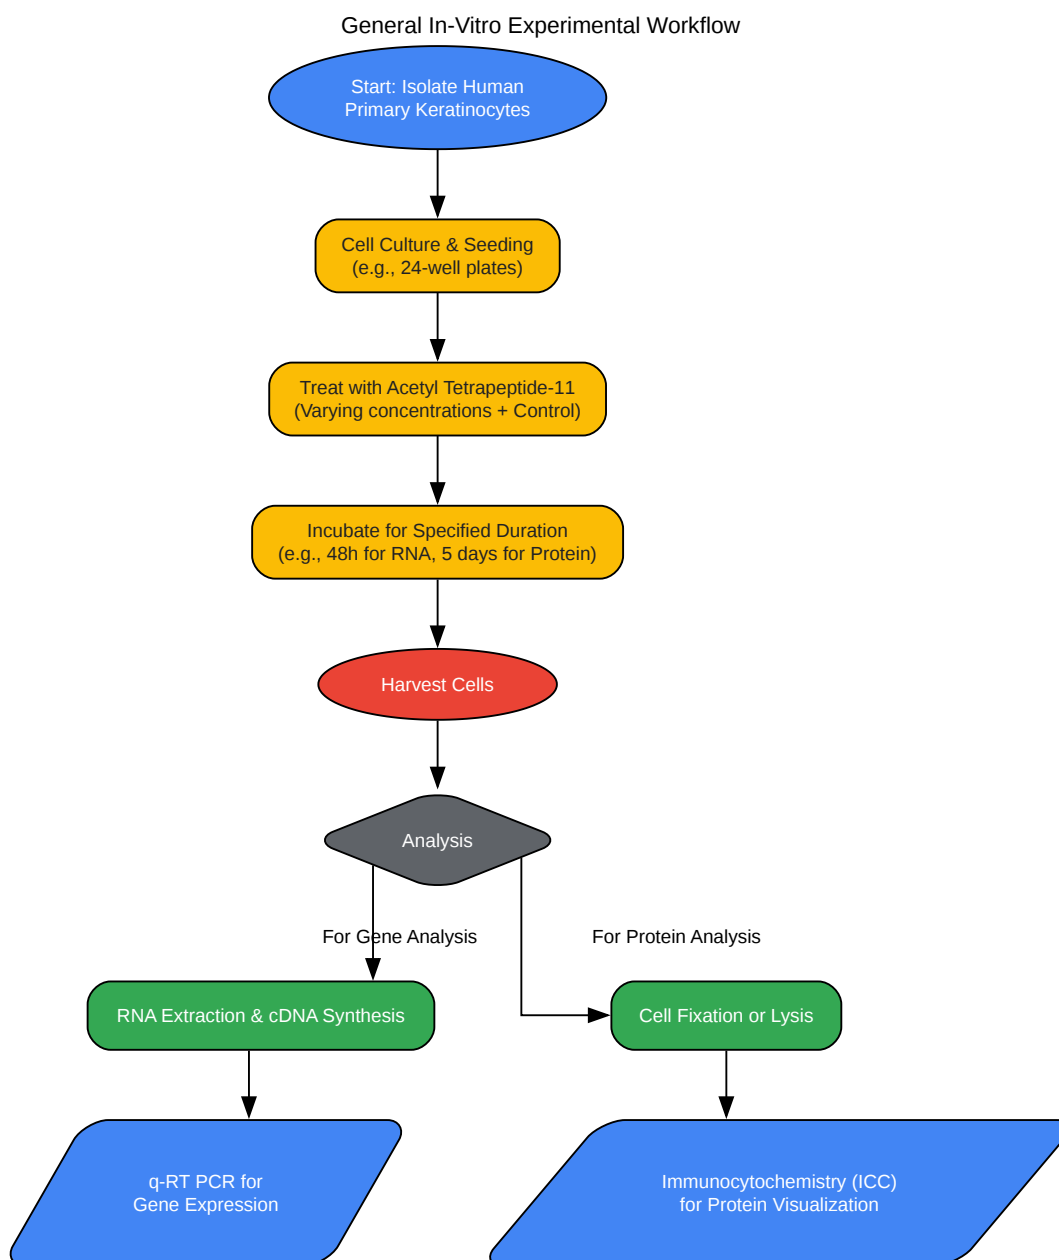 General In-Vitro Experimental Workflow
Start: Isolate Human
Primary Keratinocytes
Cell Culture & Seeding
(e.g., 24-well plates)
Treat with Acetyl Tetrapeptide-11
(Varying concentrations + Control)
Incubate for Specified Duration
(e.g., 48h for RNA, 5 days for Protein)
Harvest Cells
Analysis
For Gene Analysis
For Protein Analysis
RNA Extraction & cDNA Synthesis
Cell Fixation or Lysis
q-RT PCR for
Gene Expression
Immunocytochemistry (ICC)
for Protein Visualization